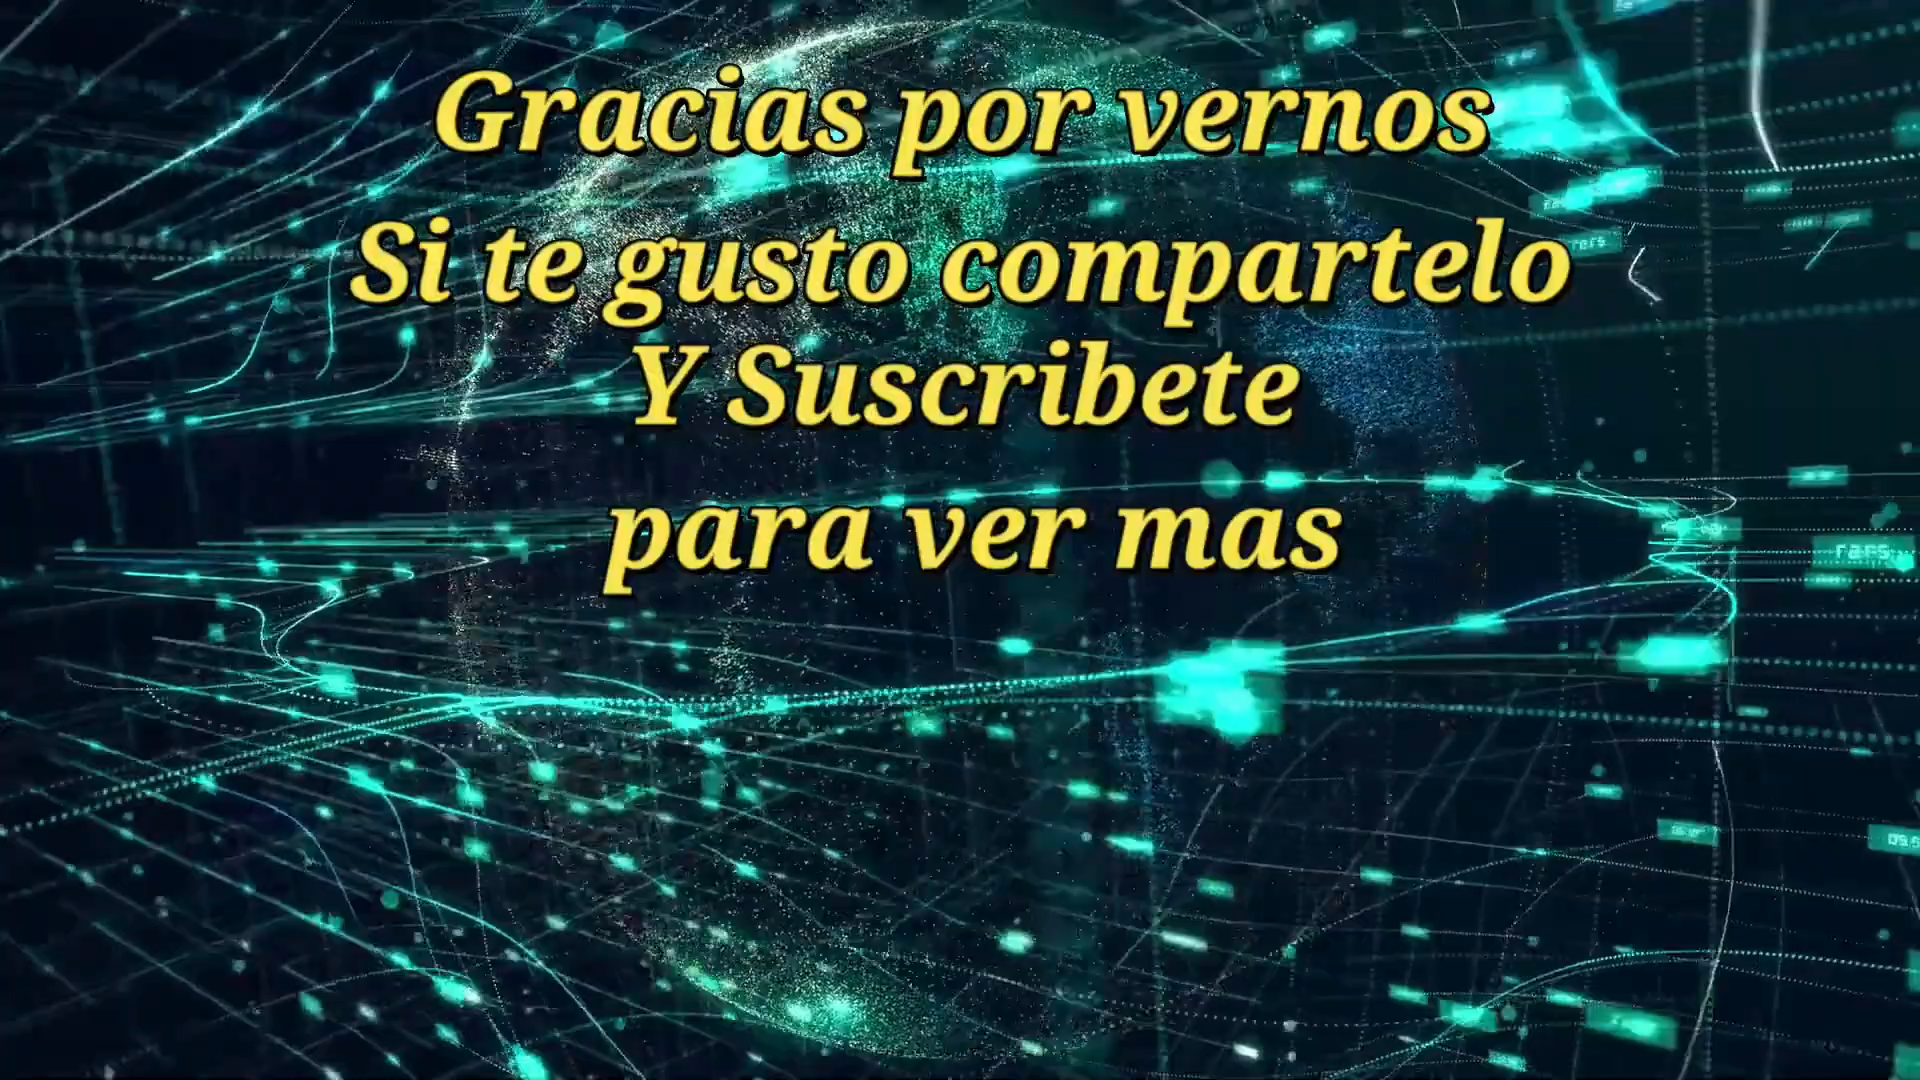 Gracias por vernos
Si te gusto compartelo
Y Suscribete
para ver mas